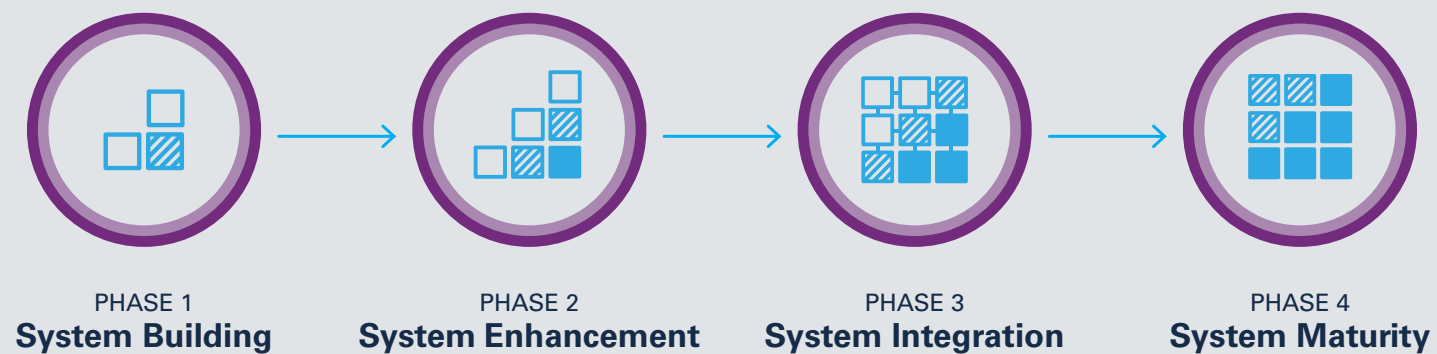 PHASE 1
System Building
PHASE 2
System Enhancement
PHASE 3
System Integration
PHASE 4
System Maturity